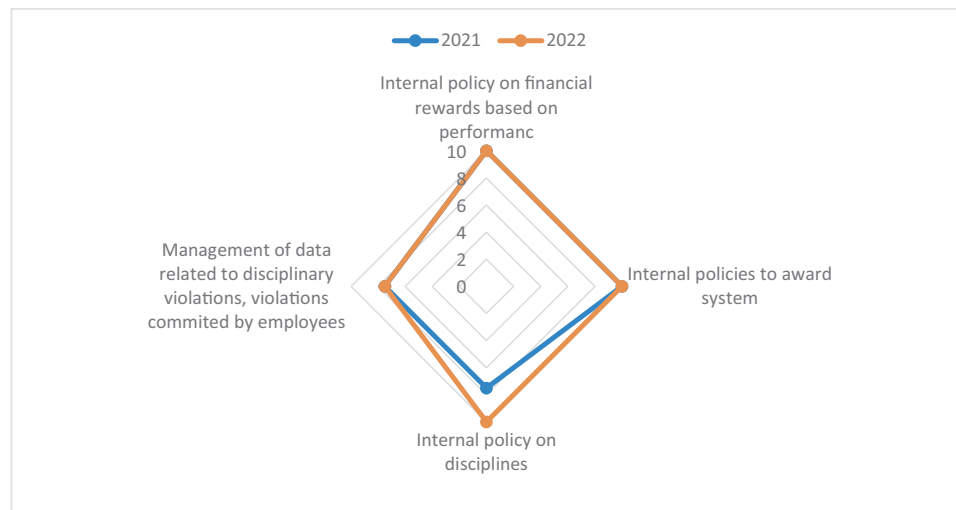 2021 2022
Internal policy on financial
rewards based on
performanc
10
8
6
4
2
0
Management of data
related to disciplinary
violations, violations
commited by employees
Internal policies to award
system
Internal policy on
disciplines